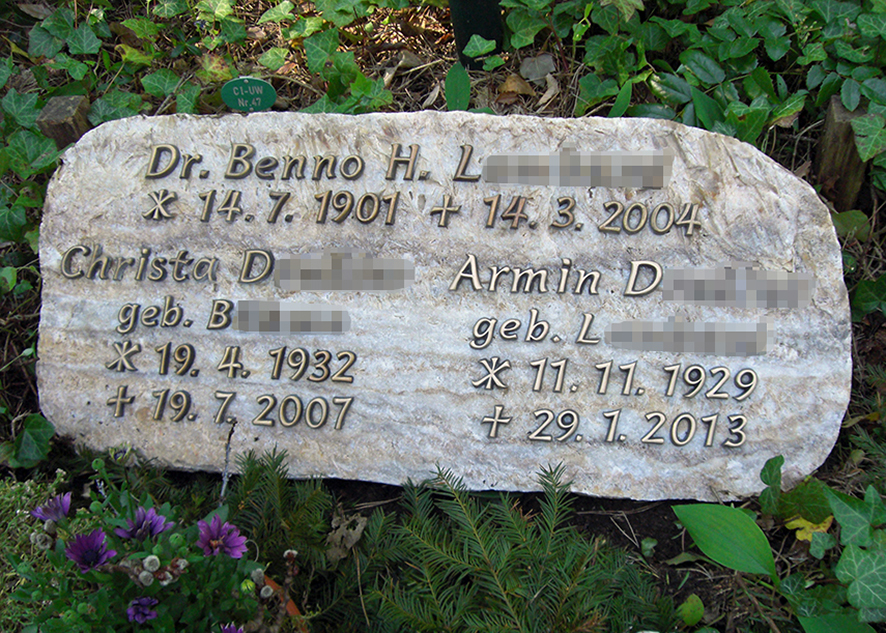 CI-UW
Nr. 47
Dr. Benno H. L
* 14. 7. 1901 + 14. 3. 2004
Christa D
geb. B
* 19. 4. 1932
+ 19. 7. 2007
Armin D
geb. L
* 11. 11. 1929
+ 29. 1. 2013